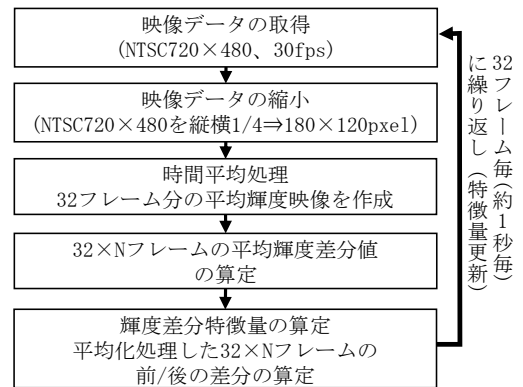 映像データの取得
(NTSC720×480、30fps)
映像データの縮小
(NTSC720×480を縦横1/4⇒180×120pxel)
時間平均処理
32フレーム分の平均輝度映像を作成
32×Nフレームの平均輝度差分値
の算定
輝度差分特徴量の算定
平均化処理した32×Nフレームの
前/後の差分の算定
32フレーム毎(約1秒毎)
に繰り返し(特徴量更新)